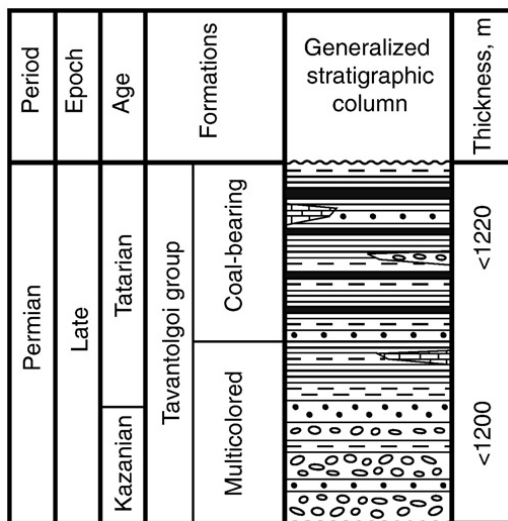 Period
Epoch
Age
Formations
Generalized
stratigraphic
column
Thickness, m
Permian
Late
Tatarian
Kazanian
Tavantolgoi group
Coal-bearing
Multicolored
<1220
<1200